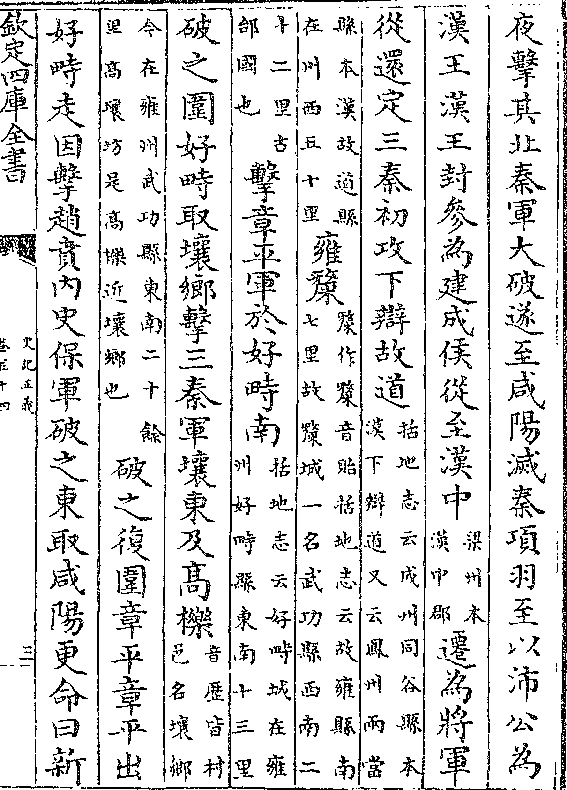 夜擊其北秦軍大破遂至咸陽滅秦項羽至以沛公為
漢王漢王封參為建成侯從至漢中
梁州本
漢中郡
遷為將軍
從還定三秦初攻下辯故道
括地志云成州同谷縣本
漢下辯道又云鳳州兩當
縣本漢故道縣
在州西五十里
雍斄
斄作斄音貽括地志云故雍縣南
七里故斄城一名武功縣西南二
十二里古
邰國也
擊章平軍於好畤南
括地志云好畤城在雍
州好畤縣東南十三里
破之圍好畤取壤鄉擊三秦軍壤東及髙櫟
音歷皆村
邑名壤鄉
今在雍州武功縣東南二十餘
里髙壤坊是髙櫟近壤鄉也
破之復圍章平章平出
好畤走因擊趙賁内史保軍破之東取咸陽更命曰新
欽定四庫全書
史記正義
卷五十四
三